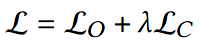 ℒ = ℒ_O + λℒ_C